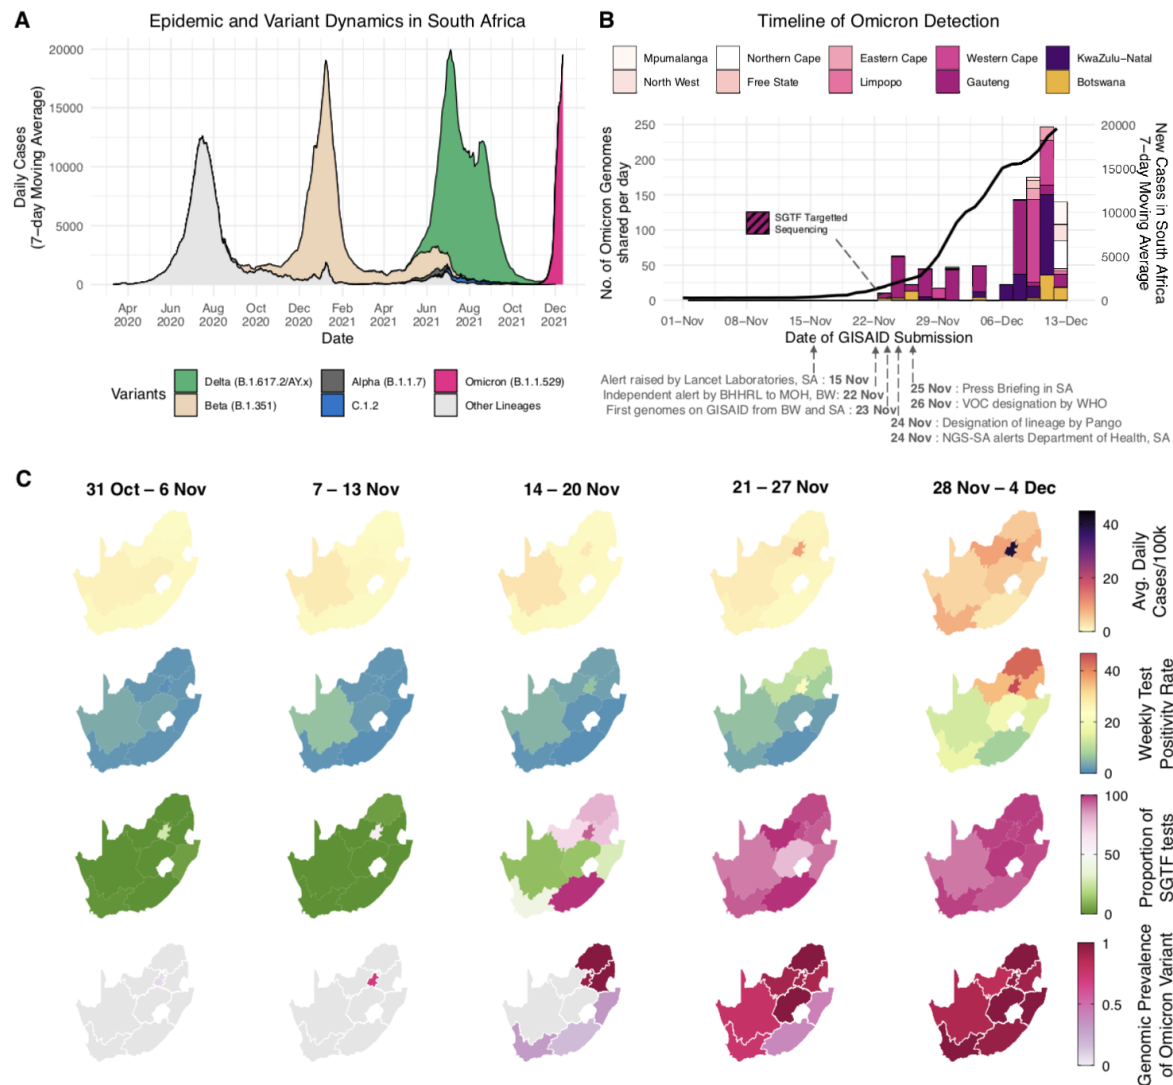 A
Epidemic and Variant Dynamics in South Africa
Daily Cases
(7−day Moving Average)
20000
15000
10000
5000
0
Apr 2020
Jun 2020
Aug 2020
Oct 2020
Dec 2020
Feb 2021
Apr 2021
Jun 2021
Aug 2021
Oct 2021
Dec 2021
Date
Variants
Delta (B.1.617.2/AY.x)
Alpha (B.1.1.7)
Omicron (B.1.1.529)
Beta (B.1.351)
C.1.2
Other Lineages
B
Timeline of Omicron Detection
Mpumalanga
Northern Cape
Eastern Cape
Western Cape
KwaZulu−Natal
North West
Free State
Limpopo
Gauteng
Botswana
No. of Omicron Genomes
shared per day
250
200
150
100
50
0
SGTF Targetted
Sequencing
20000
15000
10000
5000
0
New Cases in South Africa
7−day Moving Average
01−Nov
08−Nov
15−Nov
22−Nov
29−Nov
06−Dec
13−Dec
Date of GISAID Submission
Alert raised by Lancet Laboratories, SA : 15 Nov
Independent alert by BHHRL to MOH, BW: 22 Nov
First genomes on GISAID from BW and SA : 23 Nov
25 Nov : Press Briefing in SA
26 Nov : VOC designation by WHO
24 Nov : Designation of lineage by Pango
24 Nov : NGS-SA alerts Department of Health, SA
C
31 Oct – 6 Nov
7 – 13 Nov
14 – 20 Nov
21 – 27 Nov
28 Nov – 4 Dec
40
20
0
Avg. Daily
Cases/100k
40
20
0
Weekly Test
Positivity Rate
100
50
0
Proportion of
SGTF tests
1
0.5
0
Genomic Prevalence
of Omicron Variant